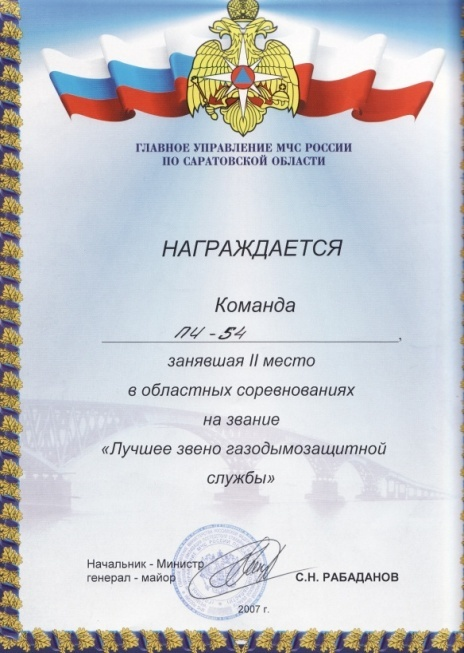 ГЛАВНОЕ УПРАВЛЕНИЕ МЧС РОССИИ
ПО САРАТОВСКОЙ ОБЛАСТИ
НАГРАЖДАЕТСЯ
Команда
ПЧ - 54,
занявшая II место
в областных соревнованиях
на звание
«Лучшее звено газодымозащитной
службы»
Начальник - Министр
генерал - майор С.Н. РАБАДАНОВ
2007 г.